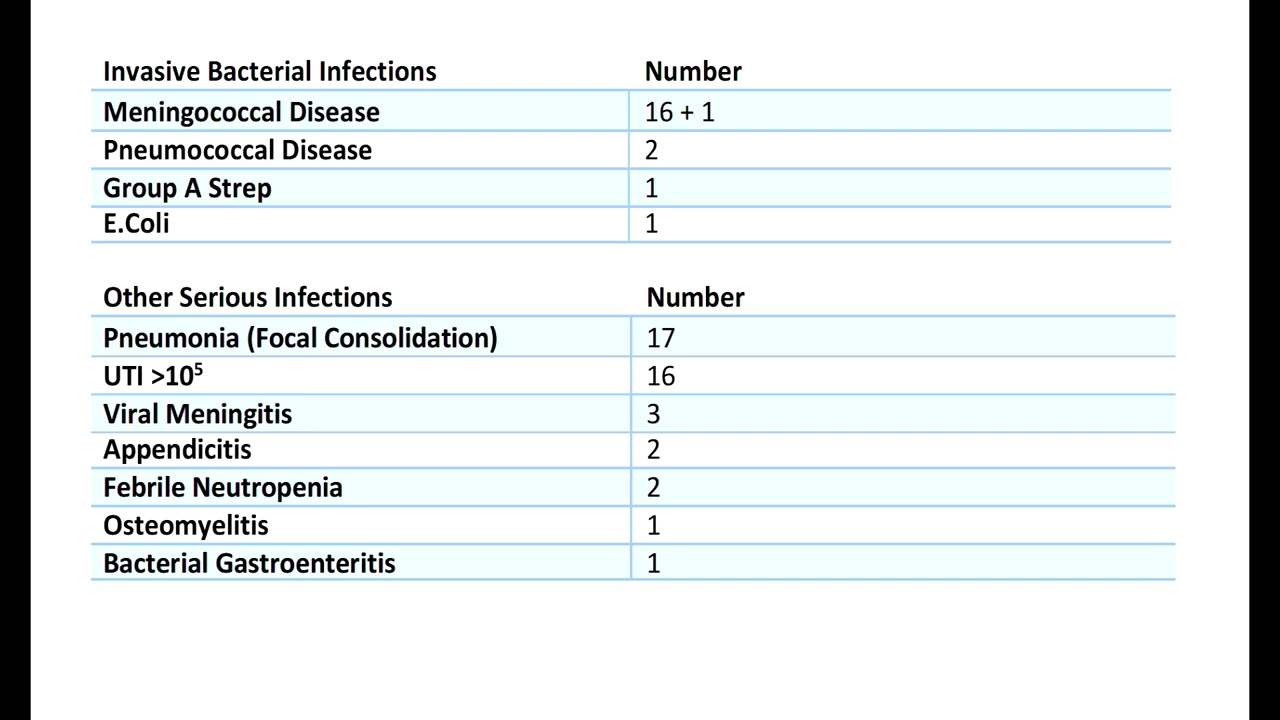 Invasive Bacterial Infections Number
Meningococcal Disease 16 + 1
Pneumococcal Disease 2
Group A Strep 1
E.Coli 1
Other Serious Infections Number
Pneumonia (Focal Consolidation) 17
UTI >10⁵ 16
Viral Meningitis 3
Appendicitis 2
Febrile Neutropenia 2
Osteomyelitis 1
Bacterial Gastroenteritis 1